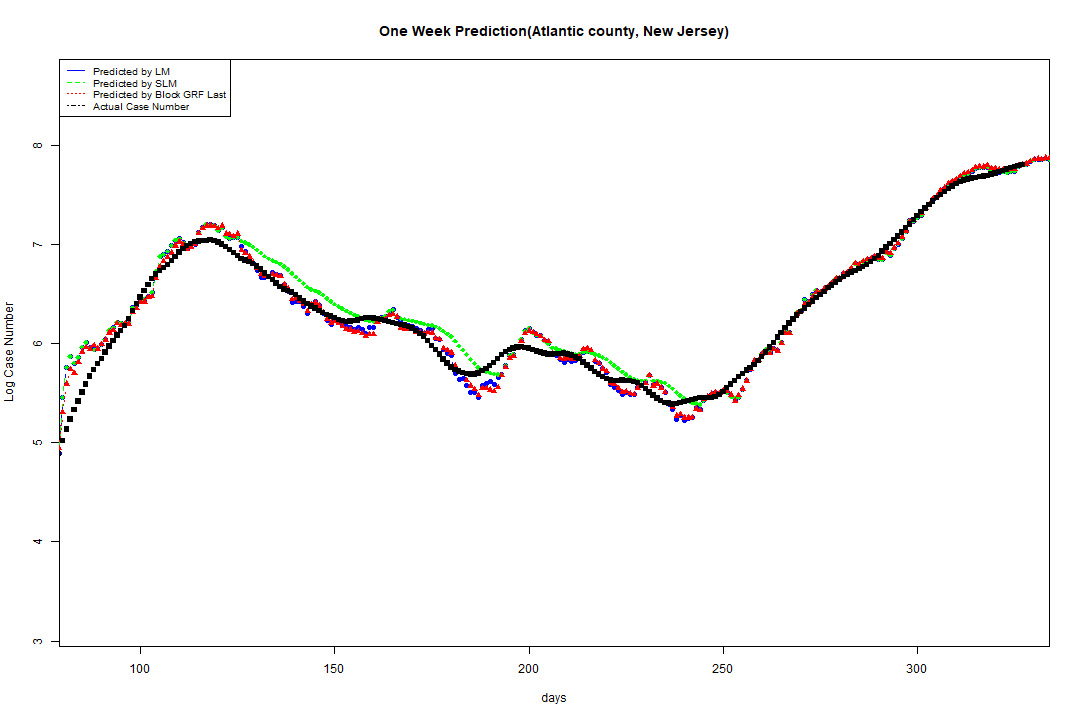 One Week Prediction(Atlantic county, New Jersey)
Predicted by LM
Predicted by SLM
Predicted by Block GRF Last
Actual Case Number
8
7
6
5
4
3
Log Case Number
100 150 200 250 300
days